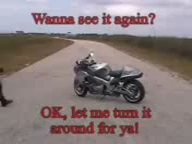 Wanna see it again?
OK, let me turn it
around for ya!